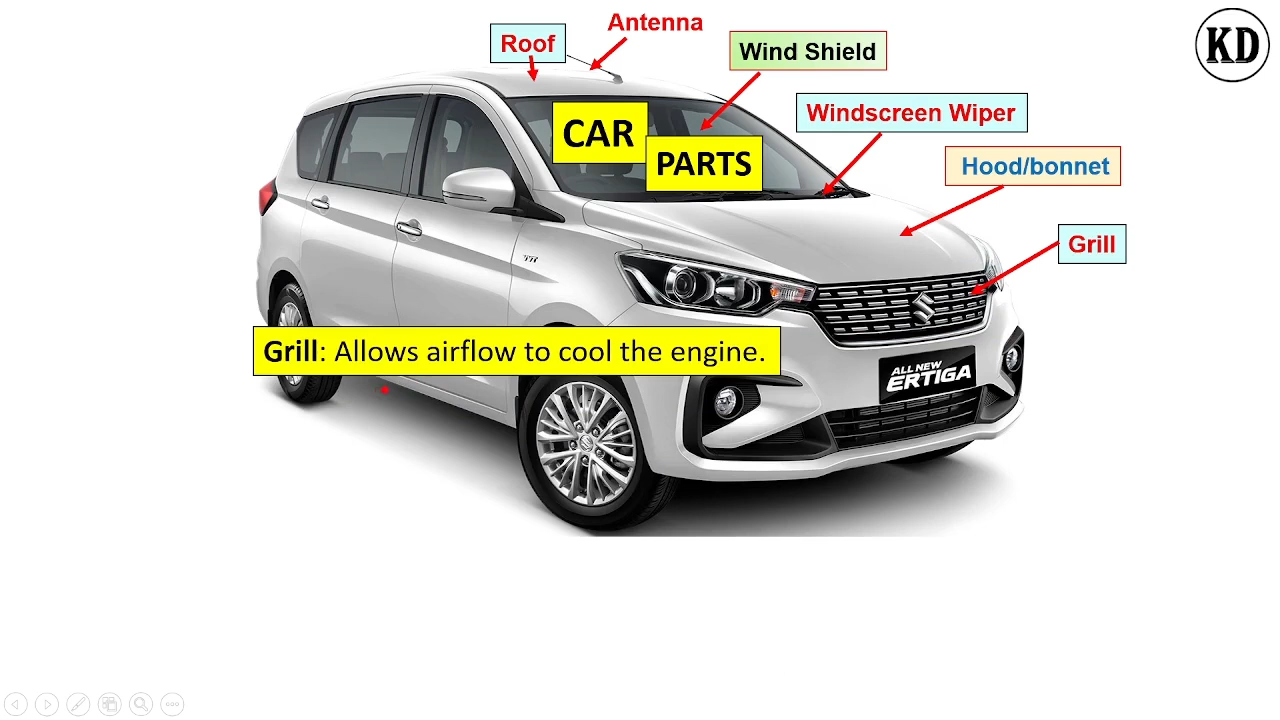 Antenna
Roof
Wind Shield
CAR
PARTS
Windscreen Wiper
Hood/bonnet
Grill
Grill: Allows airflow to cool the engine.
ALL NEW
ERTIGA
KD